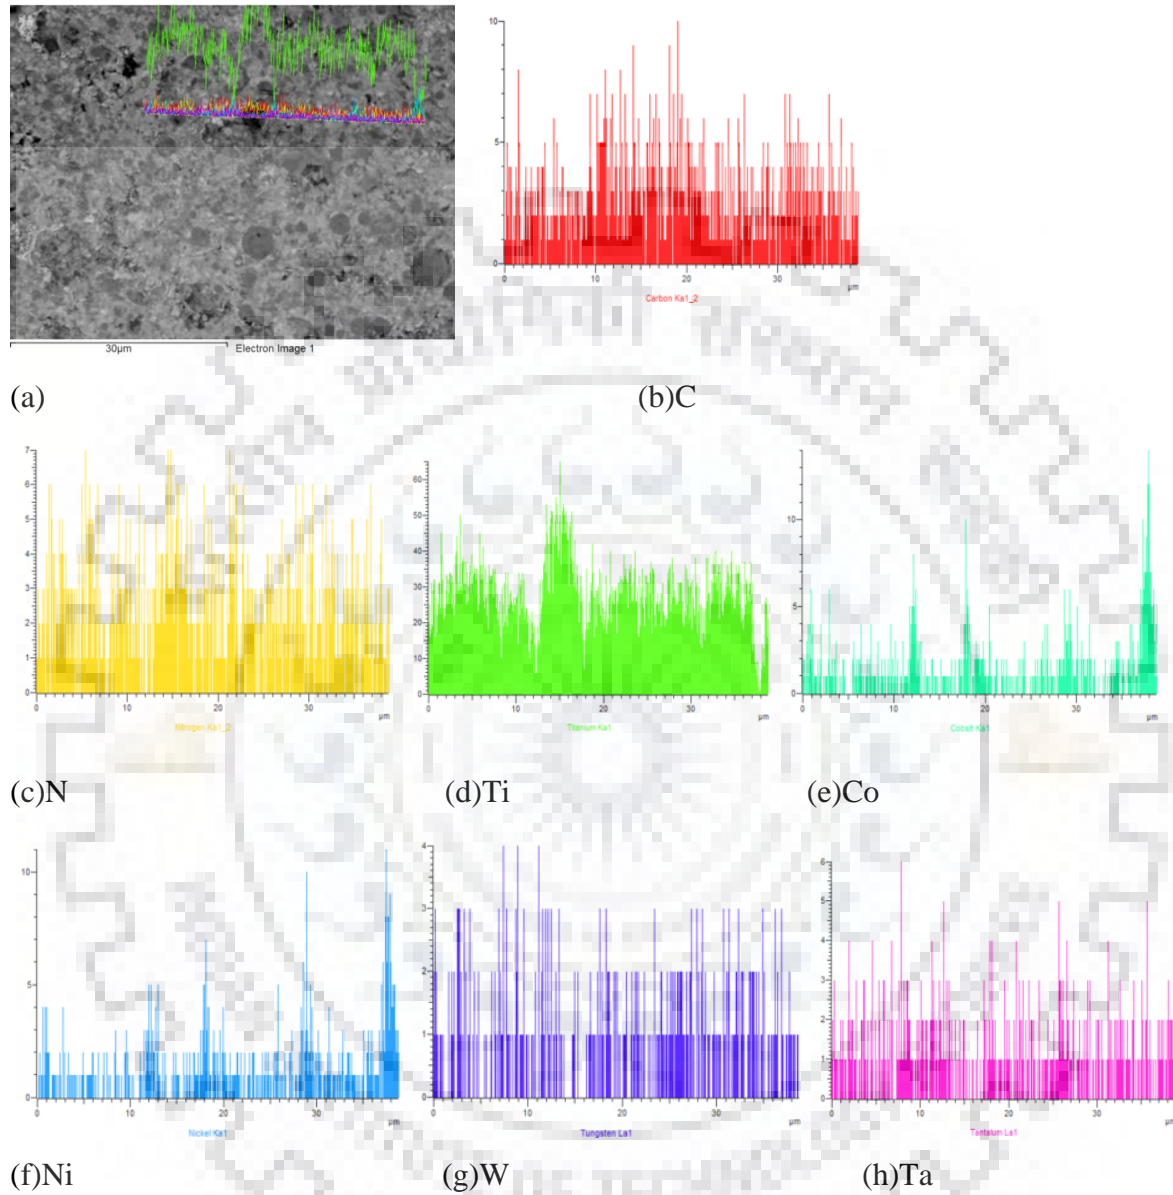 30µm
Electron Image 1
10
5
0
0 10 20 30
µm
Carbon Ka1_2
(a)
(b)C
7
6
5
4
3
2
1
0
0 10 20 30
µm
Nitrogen Ka1_2
60
50
40
30
20
10
0
0 10 20 30
µm
Titanium Ka1
10
5
0
0 10 20 30
µm
Cobalt Ka1
(c)N
(d)Ti
(e)Co
10
5
0
0 10 20 30
µm
Nickel Ka1
4
3
2
1
0
0 10 20 30
µm
Tungsten La1
6
5
4
3
2
1
0
0 10 20 30
µm
Tantalum La1
(f)Ni
(g)W
(h)Ta